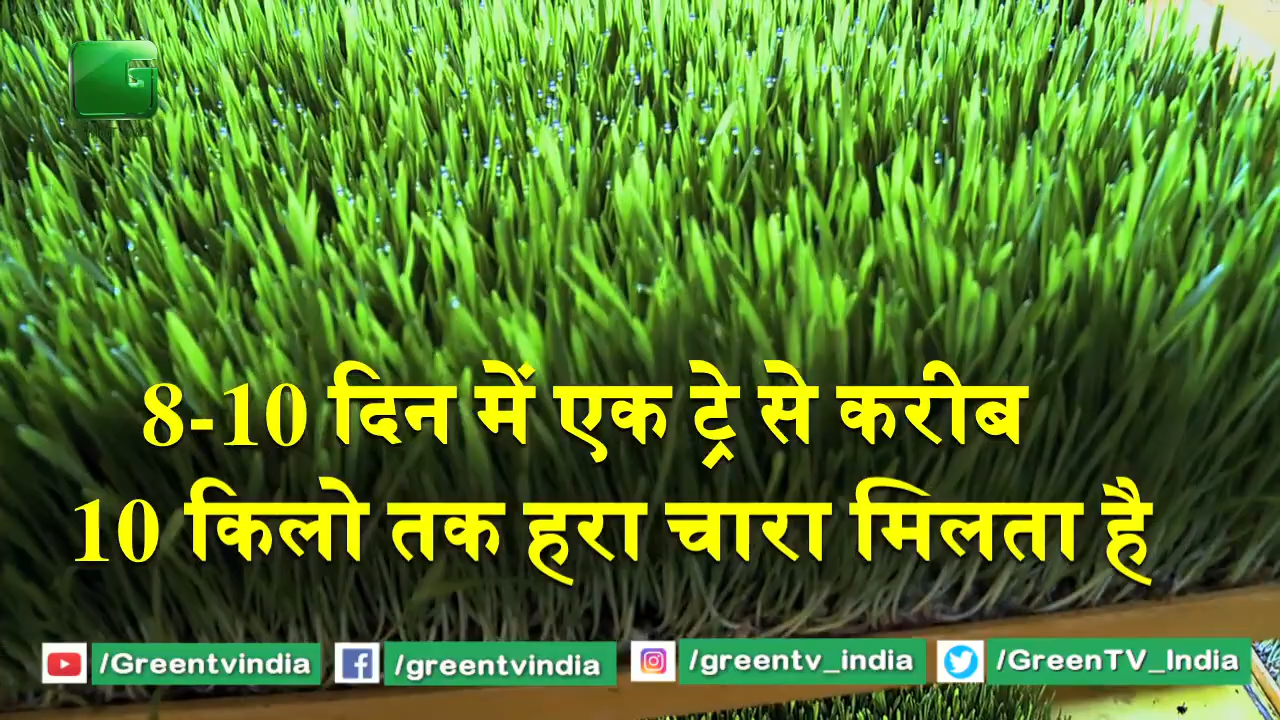 G
8-10 दिन में एक ट्रे से करीब
10 किलो तक हरा चारा मिलता है
/Greentvindia /greentvindia /greentv_india /GreenTV_India